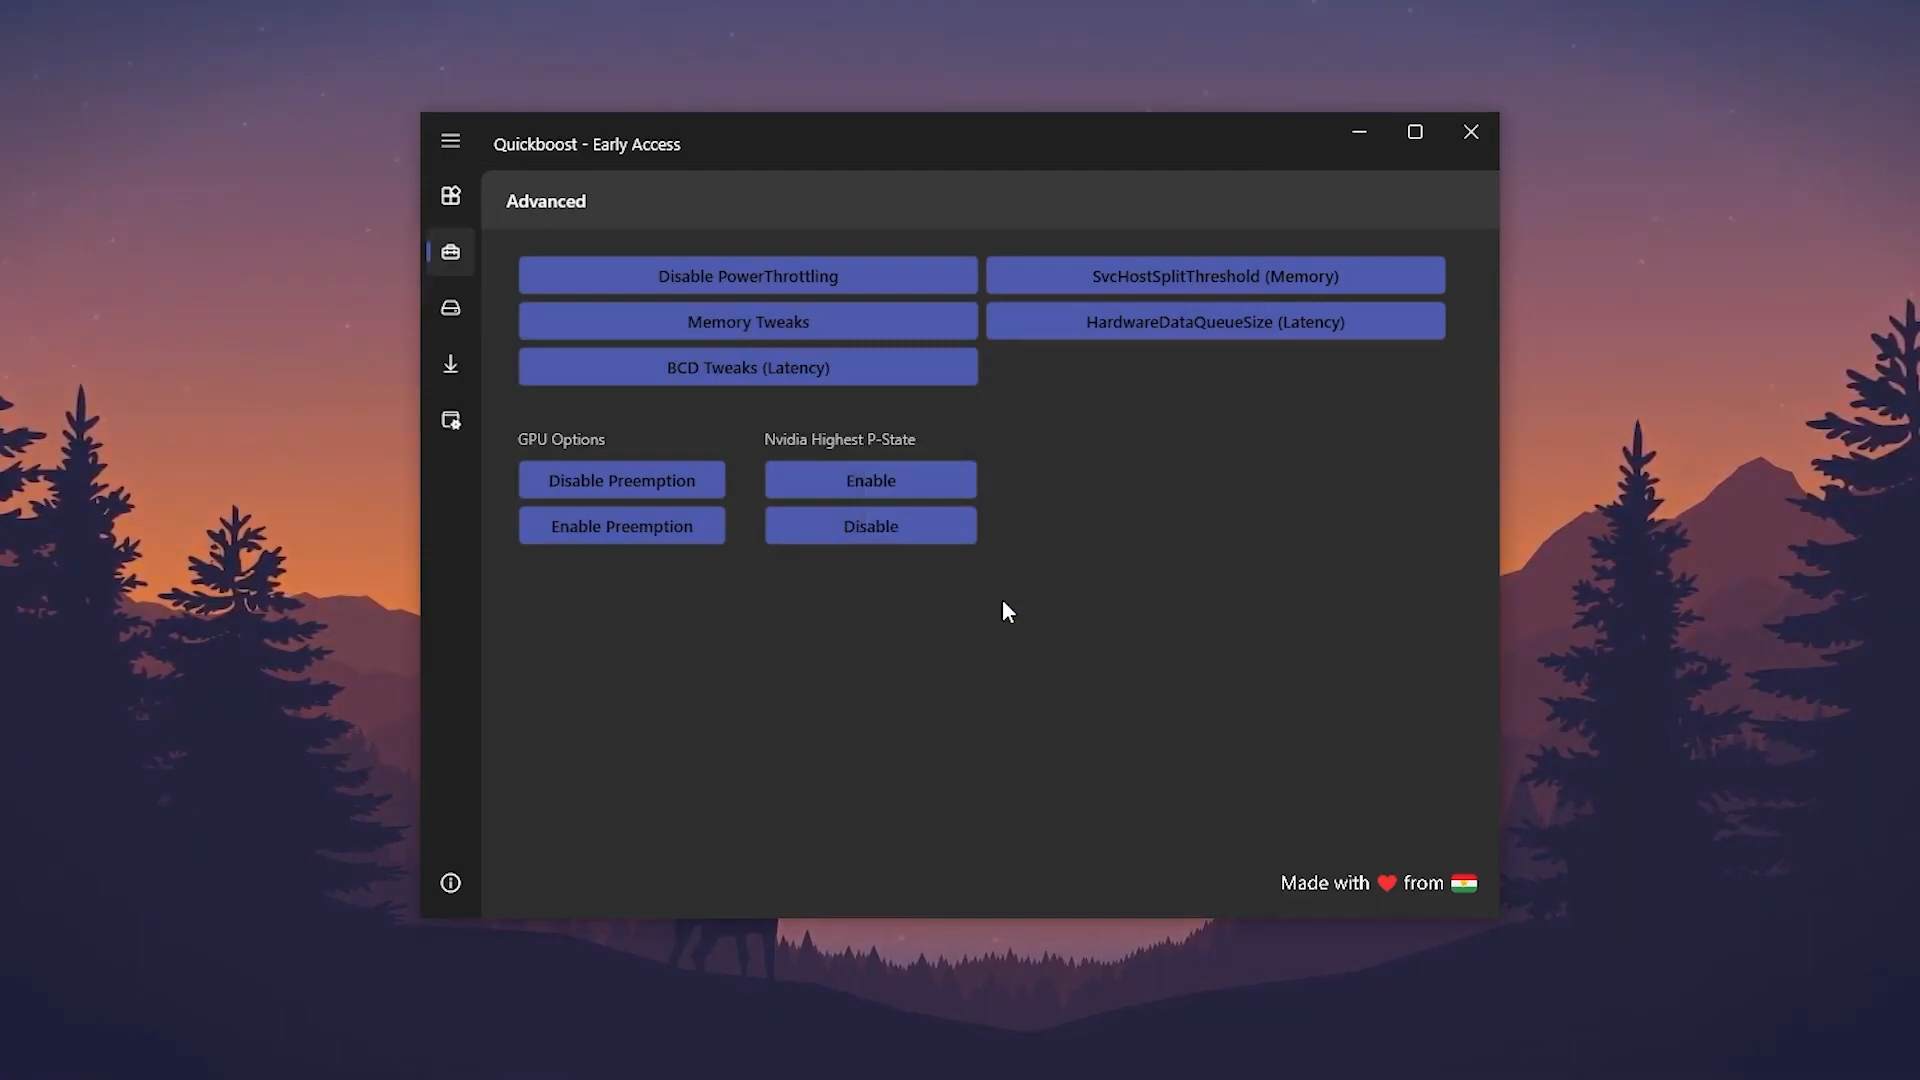 Quickboost - Early Access
Advanced
Disable PowerThrottling
SvcHostSplitThreshold (Memory)
Memory Tweaks
HardwareDataQueueSize (Latency)
BCD Tweaks (Latency)
GPU Options
Nvidia Highest P-State
Disable Preemption
Enable
Enable Preemption
Disable
Made with ❤️ from